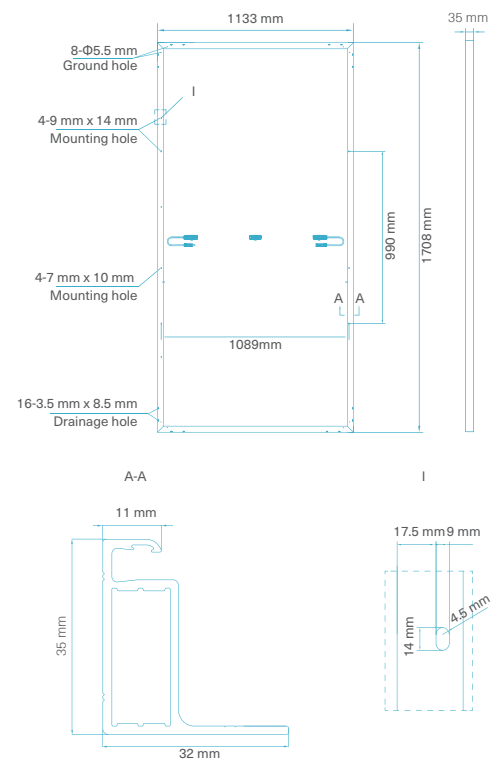 1133 mm
35 mm
8-Φ5.5 mm
Ground hole
I
4-9 mm x 14 mm
Mounting hole
990 mm
1708 mm
4-7 mm x 10 mm
Mounting hole
A A
1089mm
16-3.5 mm x 8.5 mm
Drainage hole
A-A
I
11 mm
17.5 mm 9 mm
35 mm
14 mm
4.5 mm
32 mm